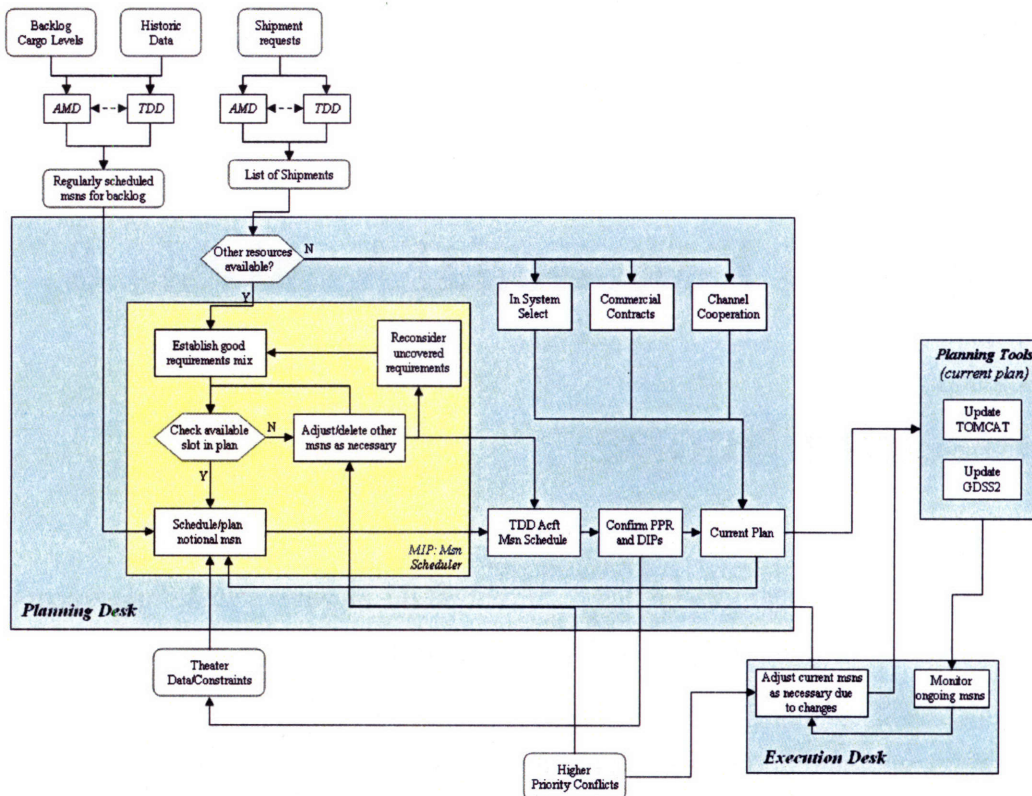 Backlog
Cargo Levels
Historic
Data
Shipment
requests
AMD
TDD
AMD
TDD
Regularly scheduled
msns for backlog
List of Shipments
Other resources
available?
N
Y
In System
Select
Commercial
Contracts
Channel
Cooperation
Establish good
requirements mix
Reconsider
uncovered
requirements
Check available
slot in plan
N
Adjust/delete other
msns as necessary
Y
Schedule/plan
notional msn
MIP: Msn
Scheduler
TDD Acft
Msn Schedule
Confirm PPR
and DIPs
Current Plan
Planning Desk
Planning Tools
(current plan)
Update
TOMCAT
Update
GDSS2
Theater
Data/Constraints
Adjust current msns
as necessary due
to changes
Monitor
ongoing msns
Execution Desk
Higher
Priority Conflicts